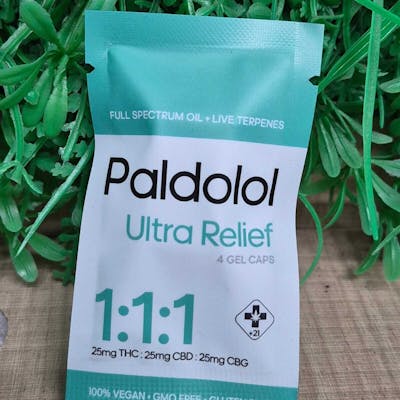 FULL SPECTRUM OIL + LIVE TERPENES
Paldolol
Ultra Relief
4 GEL CAPS
1:1:1
25mg THC : 25mg CBD : 25mg CBG
+21
100% VEGAN • GMO FREE •